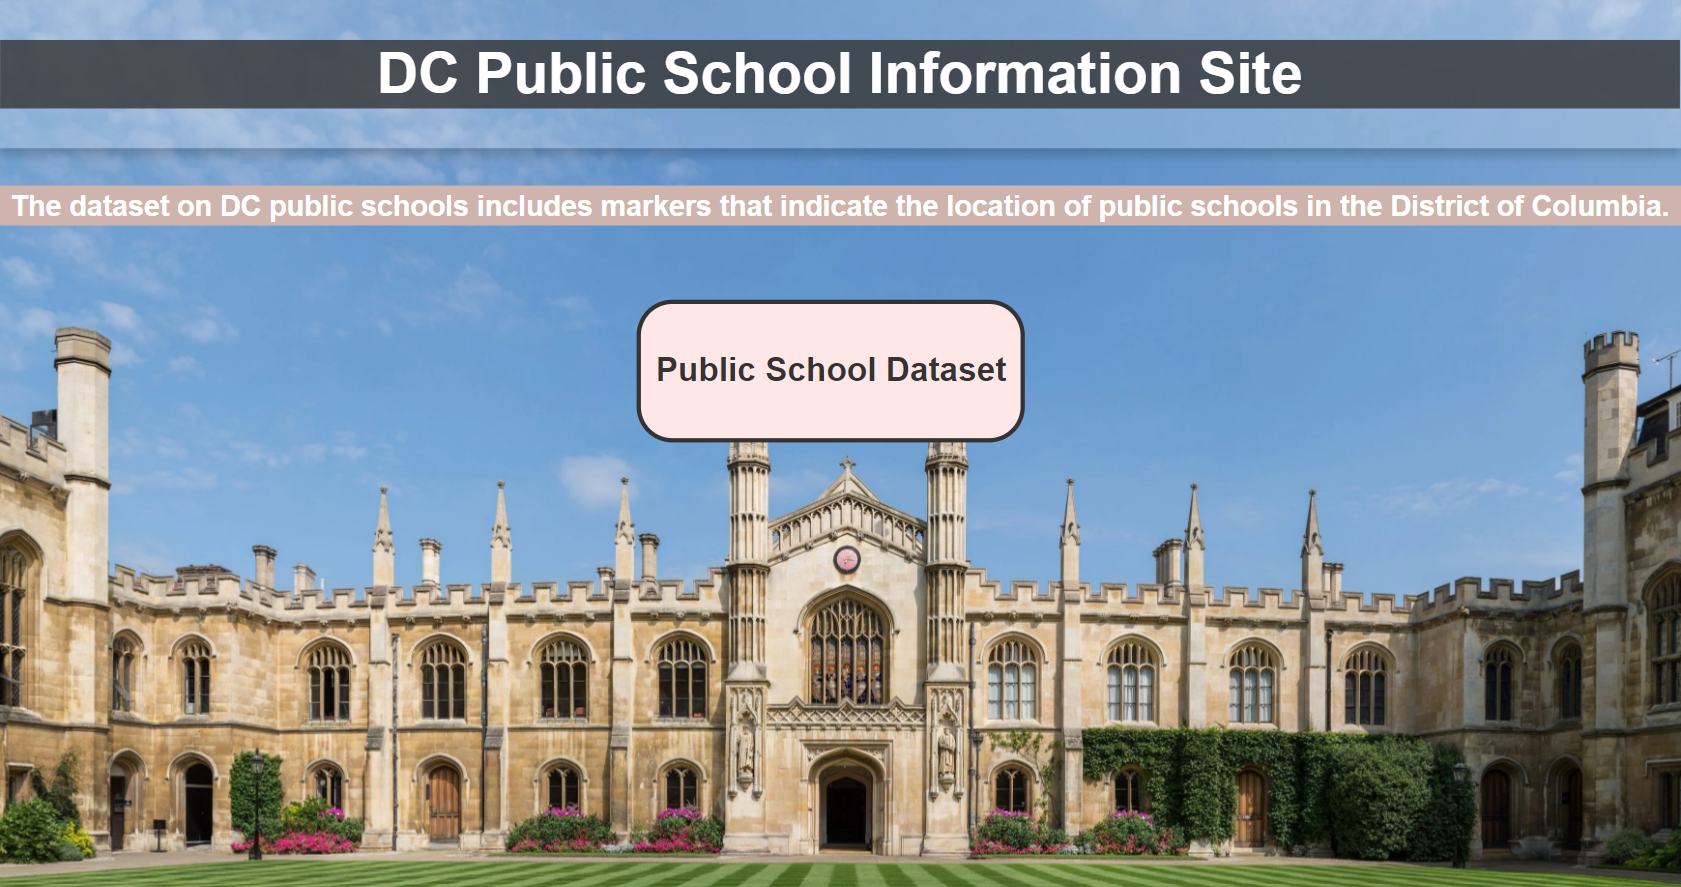 DC Public School Information Site
The dataset on DC public schools includes markers that indicate the location of public schools in the District of Columbia.
Public School Dataset